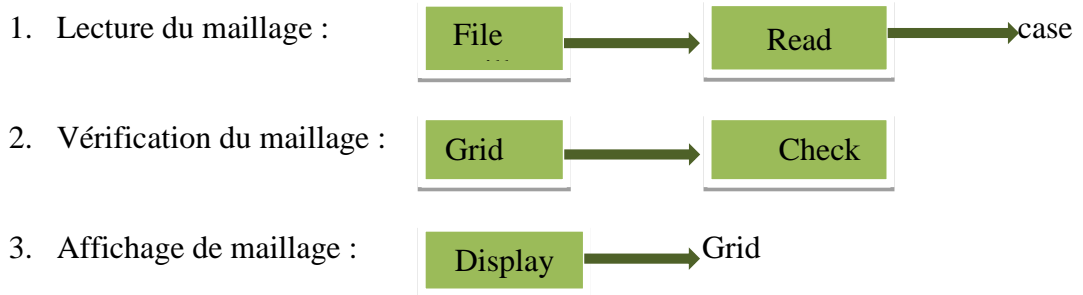 1. Lecture du maillage : File ... Read case
2. Vérification du maillage : Grid Check
3. Affichage de maillage : Display Grid